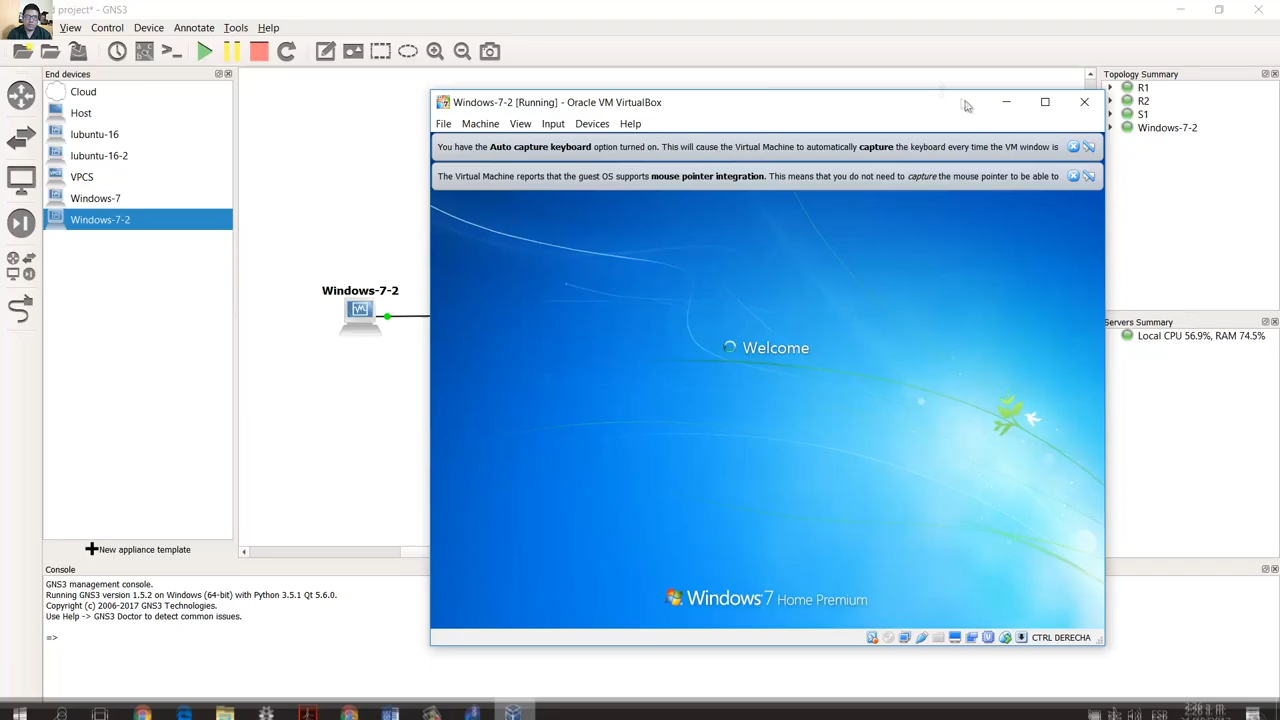 d project* - GNS3
View Control Device Annotate Tools Help
End devices
Cloud
Host
lubuntu-16
lubuntu-16-2
VPCS
Windows-7
Windows-7-2
New appliance template
Windows-7-2
Windows-7-2 [Running] - Oracle VM VirtualBox
File Machine View Input Devices Help
You have the Auto capture keyboard option turned on. This will cause the Virtual Machine to automatically capture the keyboard every time the VM window is
The Virtual Machine reports that the guest OS supports mouse pointer integration. This means that you do not need to capture the mouse pointer to be able to
Welcome
Windows 7 Home Premium
CTRL DERECHA
Topology Summary
R1
R2
S1
Windows-7-2
Servers Summary
Local CPU 56.9%, RAM 74.5%
Console
GNS3 management console.
Running GNS3 version 1.5.2 on Windows (64-bit) with Python 3.5.1 Qt 5.6.0.
Copyright (c) 2006-2017 GNS3 Technologies.
Use Help -> GNS3 Doctor to detect common issues.
=>
ESP